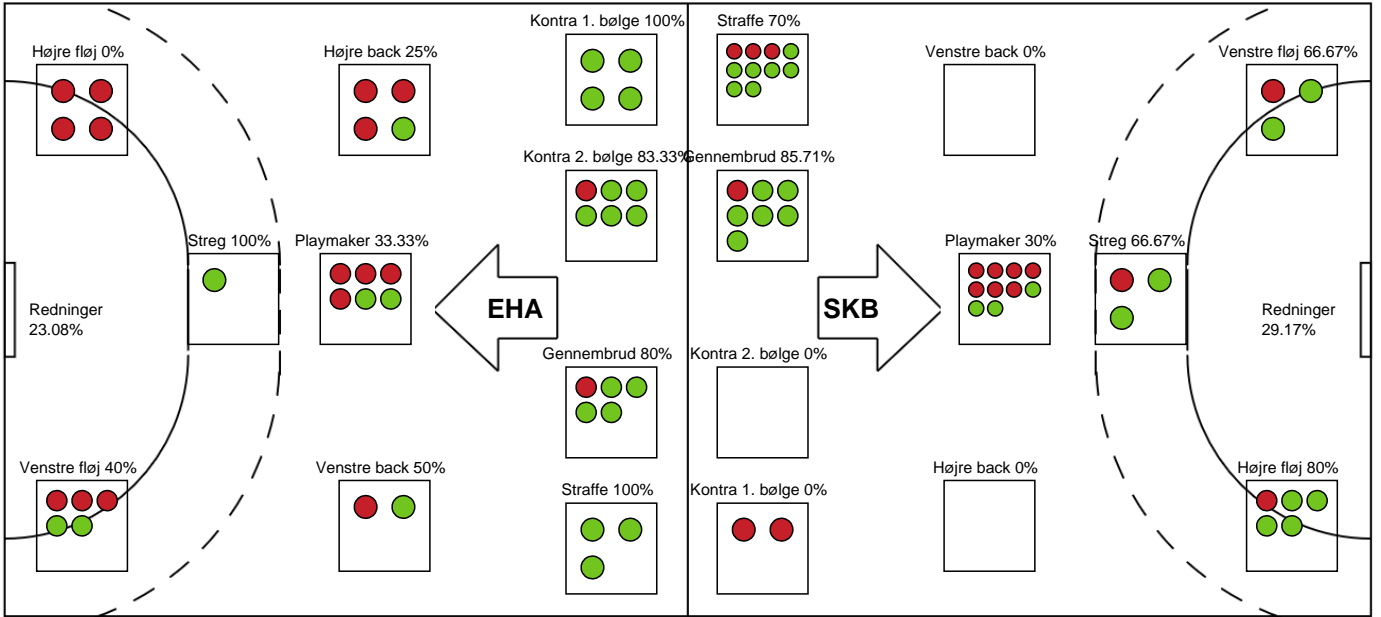 Kontra 1. bølge 100%
Straffe 70%
Højre fløj 0%
Højre back 25%
Venstre back 0%
Venstre fløj 66.67%
Kontra 2. bølge 83.33%
Gennembrud 85.71%
Streg 100%
Playmaker 33.33%
Playmaker 30%
Streg 66.67%
Redninger
23.08%
EHA
SKB
Redninger
29.17%
Gennembrud 80%
Kontra 2. bølge 0%
Venstre fløj 40%
Venstre back 50%
Straffe 100%
Kontra 1. bølge 0%
Højre back 0%
Højre fløj 80%